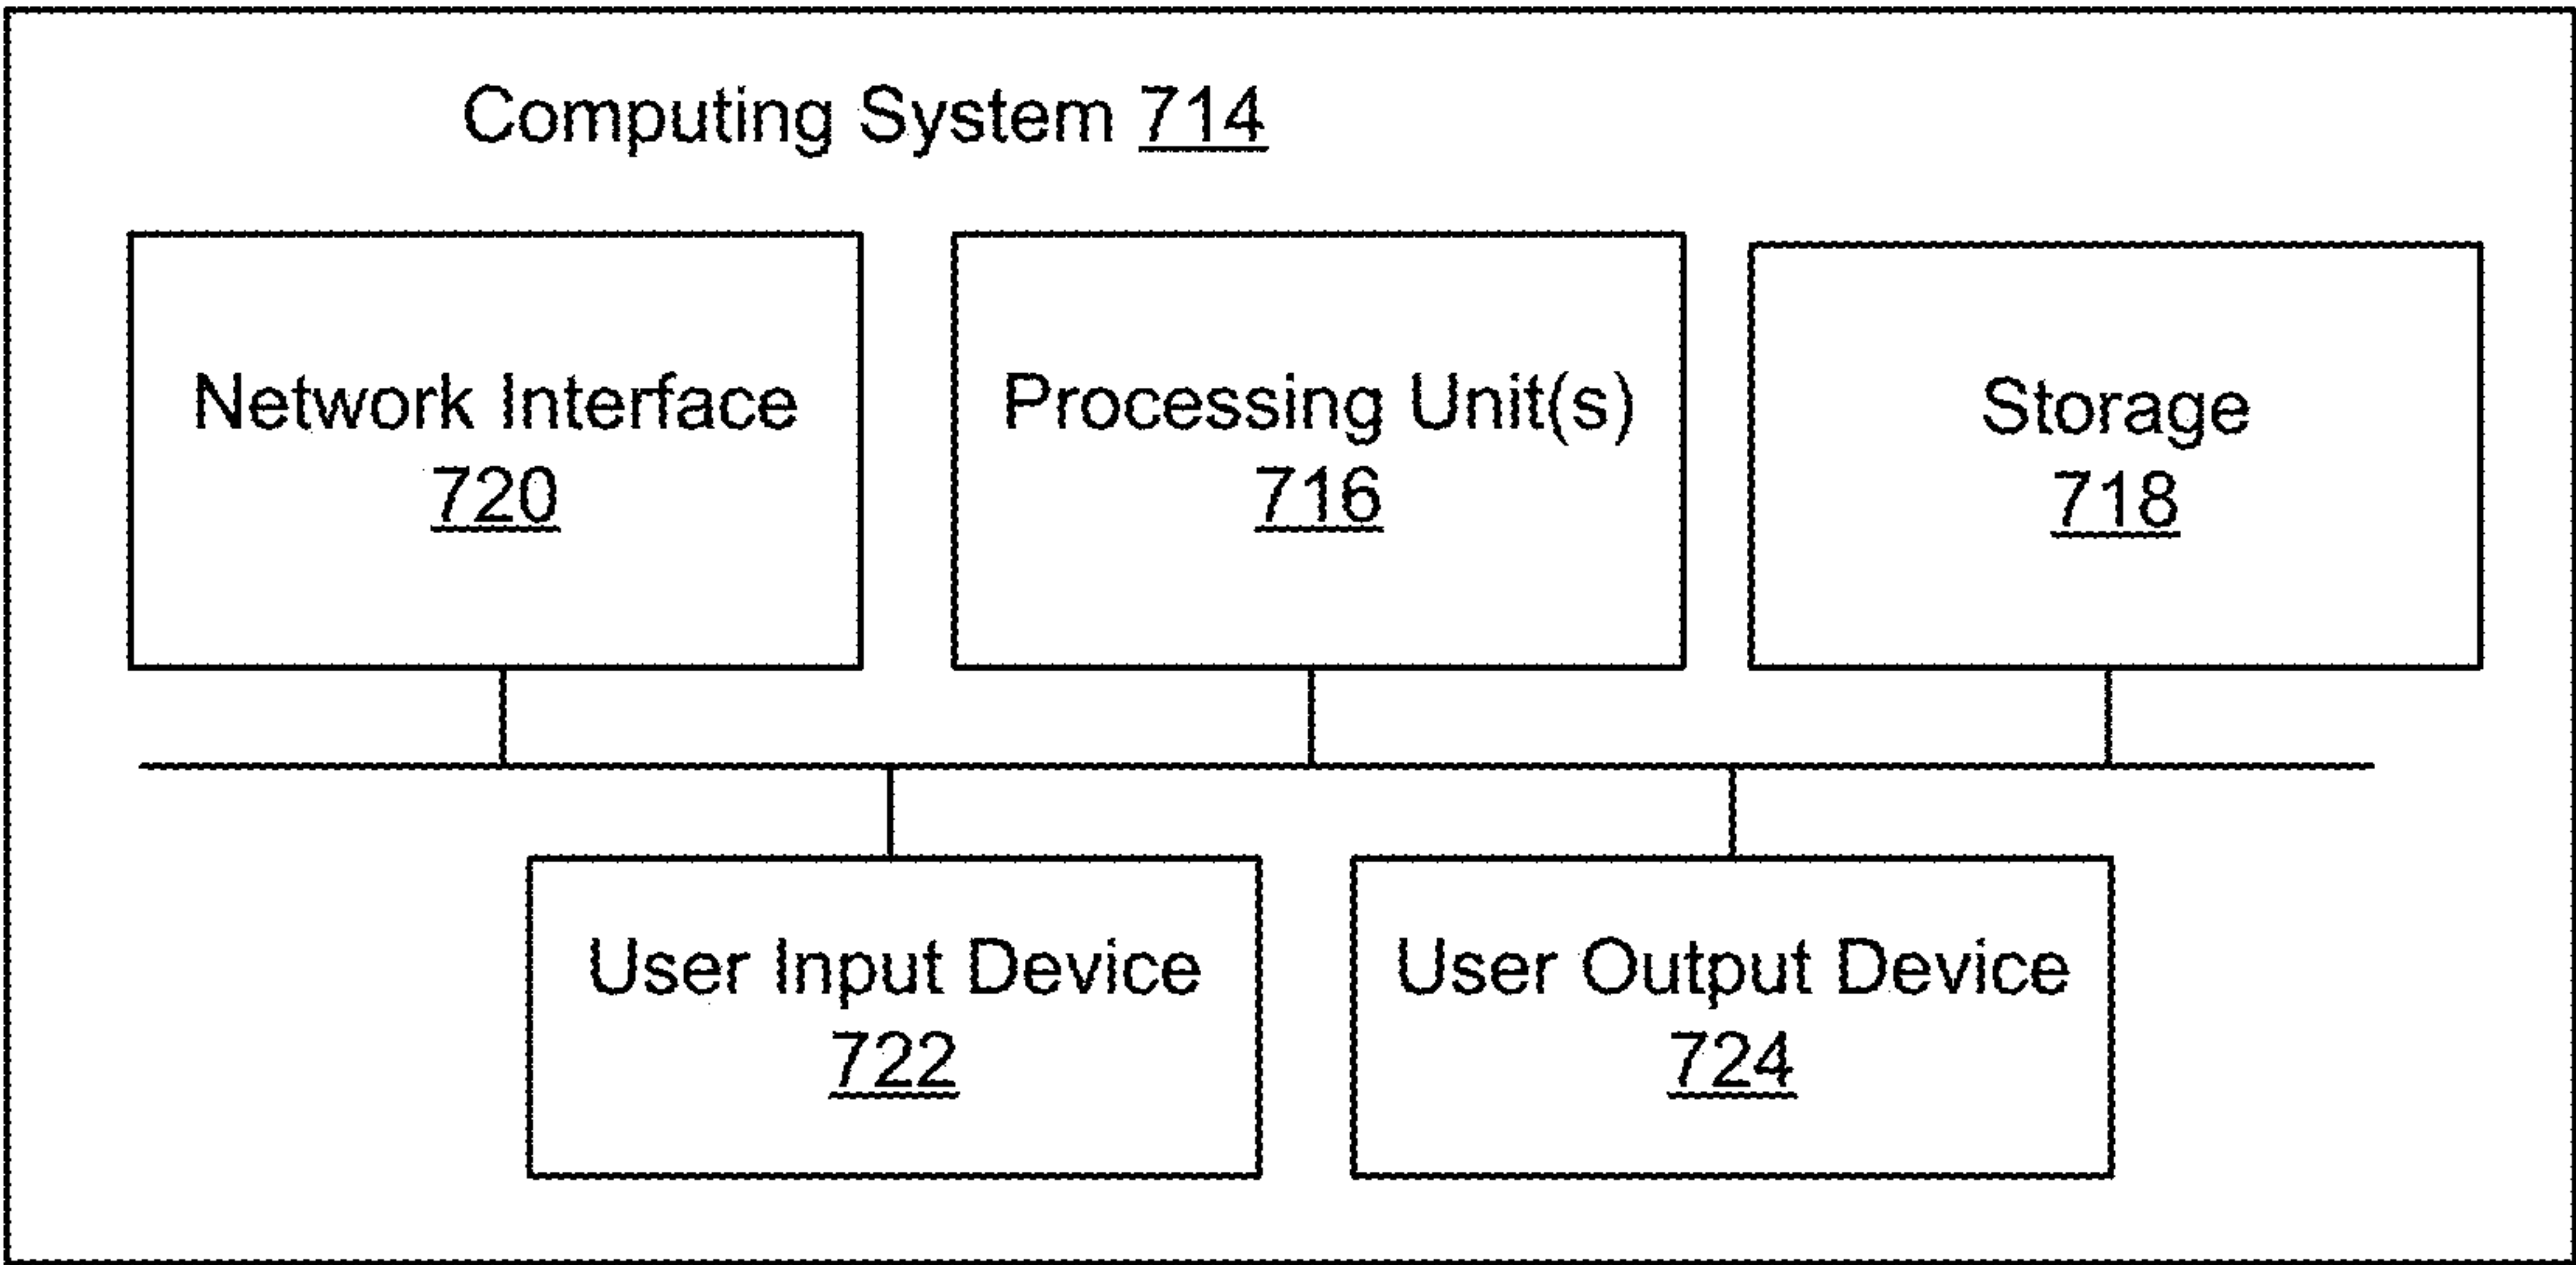 Computing System 714
Network Interface
720
Processing Unit(s)
716
Storage
718
User Input Device
722
User Output Device
724